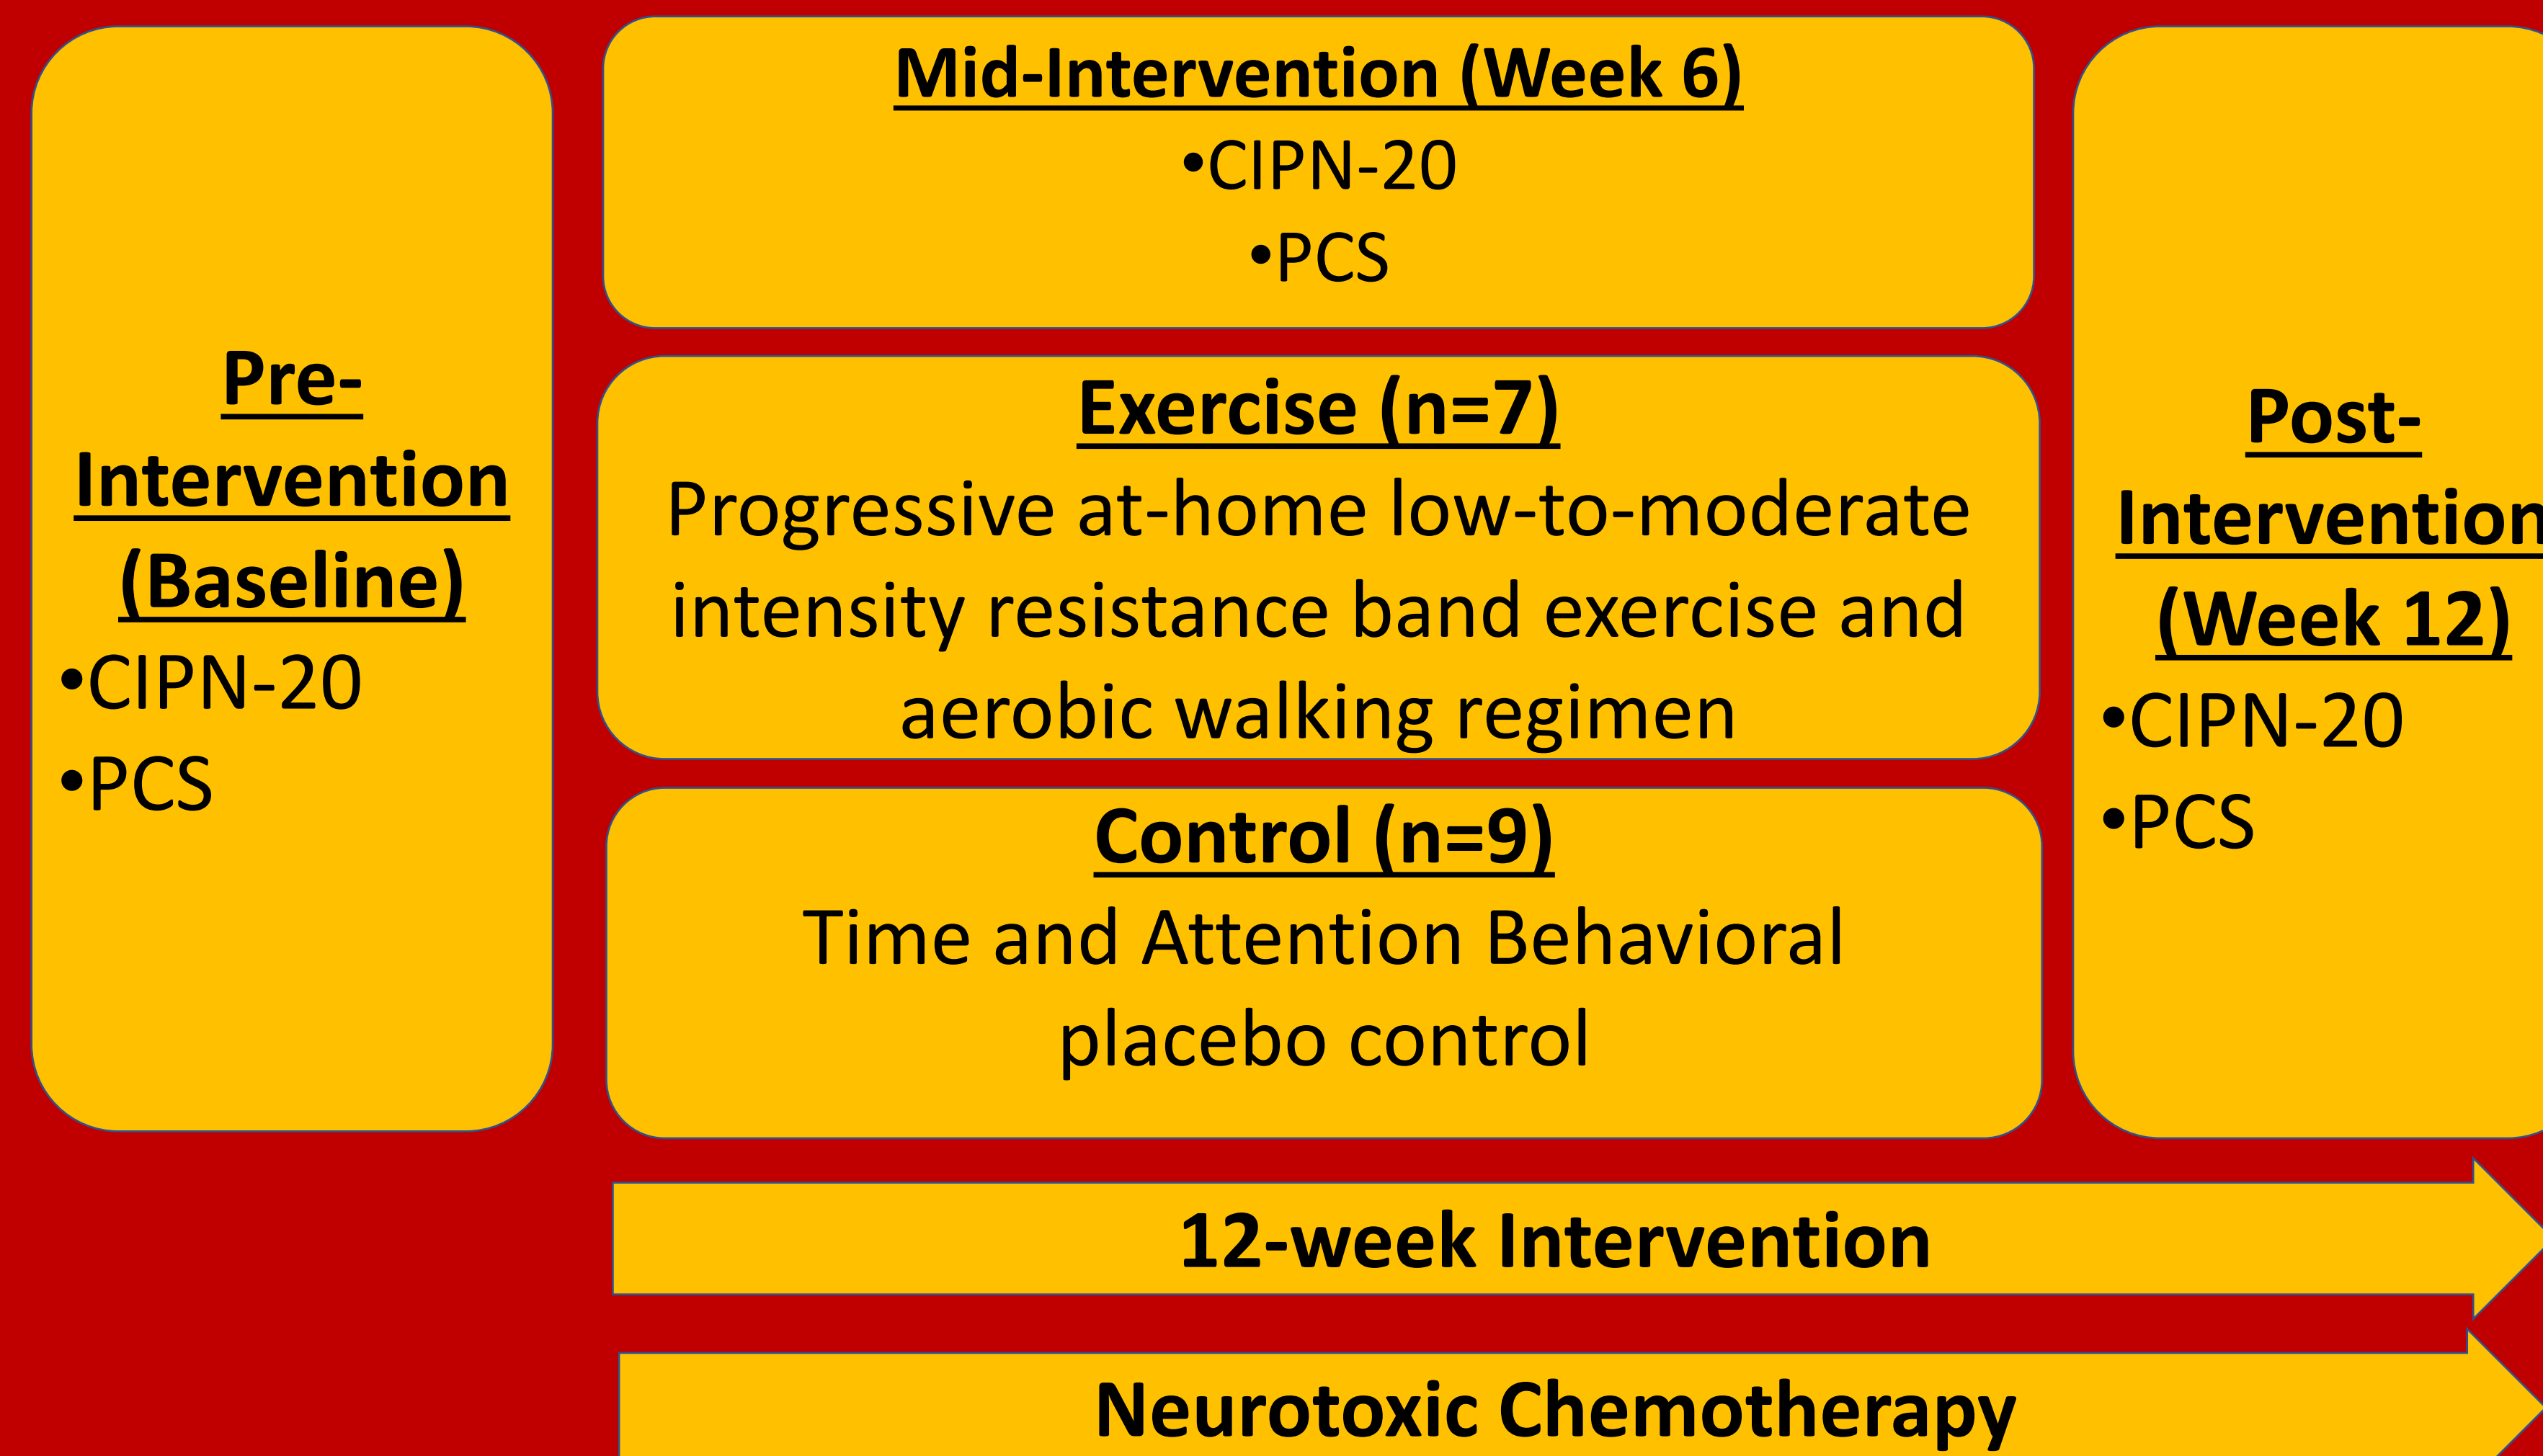 Pre-
Intervention
(Baseline)
•CIPN-20
•PCS
Mid-Intervention (Week 6)
•CIPN-20
•PCS
Exercise (n=7)
Progressive at-home low-to-moderate
intensity resistance band exercise and
aerobic walking regimen
Control (n=9)
Time and Attention Behavioral
placebo control
Post-
Intervention
(Week 12)
•CIPN-20
•PCS
12-week Intervention
Neurotoxic Chemotherapy